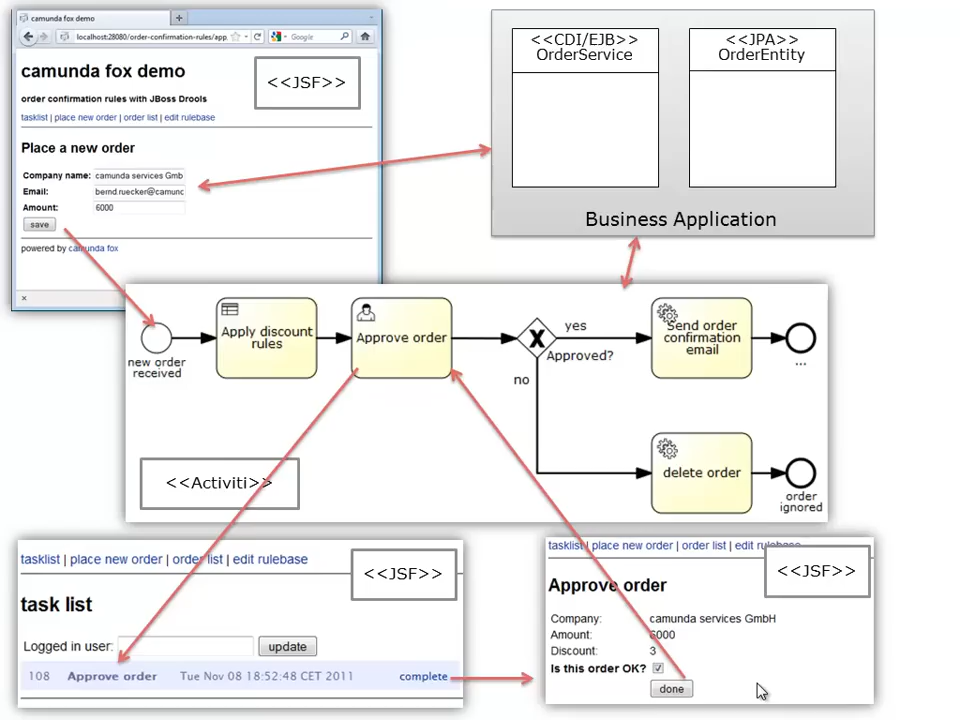 camunda fox demo
+
localhost:28080/order-confirmation-rules/app.
Google
camunda fox demo
<<JSF>>
order confirmation rules with JBoss Drools
tasklist | place new order | order list | edit rulebase
Place a new order
Company name: camunda services Gmb
Email: bernd.ruecker@camunc
Amount: 6000
save
powered by camunda fox
×
<<CDI/EJB>>
OrderService
<<JPA>>
OrderEntity
Business Application
new order
received
Apply discount
rules
Approve order
X
yes
Approved?
no
Send order
confirmation
email
...
delete order
order
ignored
<<Activiti>>
tasklist | place new order | order list | edit rulebase
<<JSF>>
task list
Logged in user:
update
108 Approve order Tue Nov 08 18:52:48 CET 2011 complete
tasklist | place new order | order list | edit rulebase
<<JSF>>
Approve order
Company: camunda services GmbH
Amount: 6000
Discount: 3
Is this order OK?
done